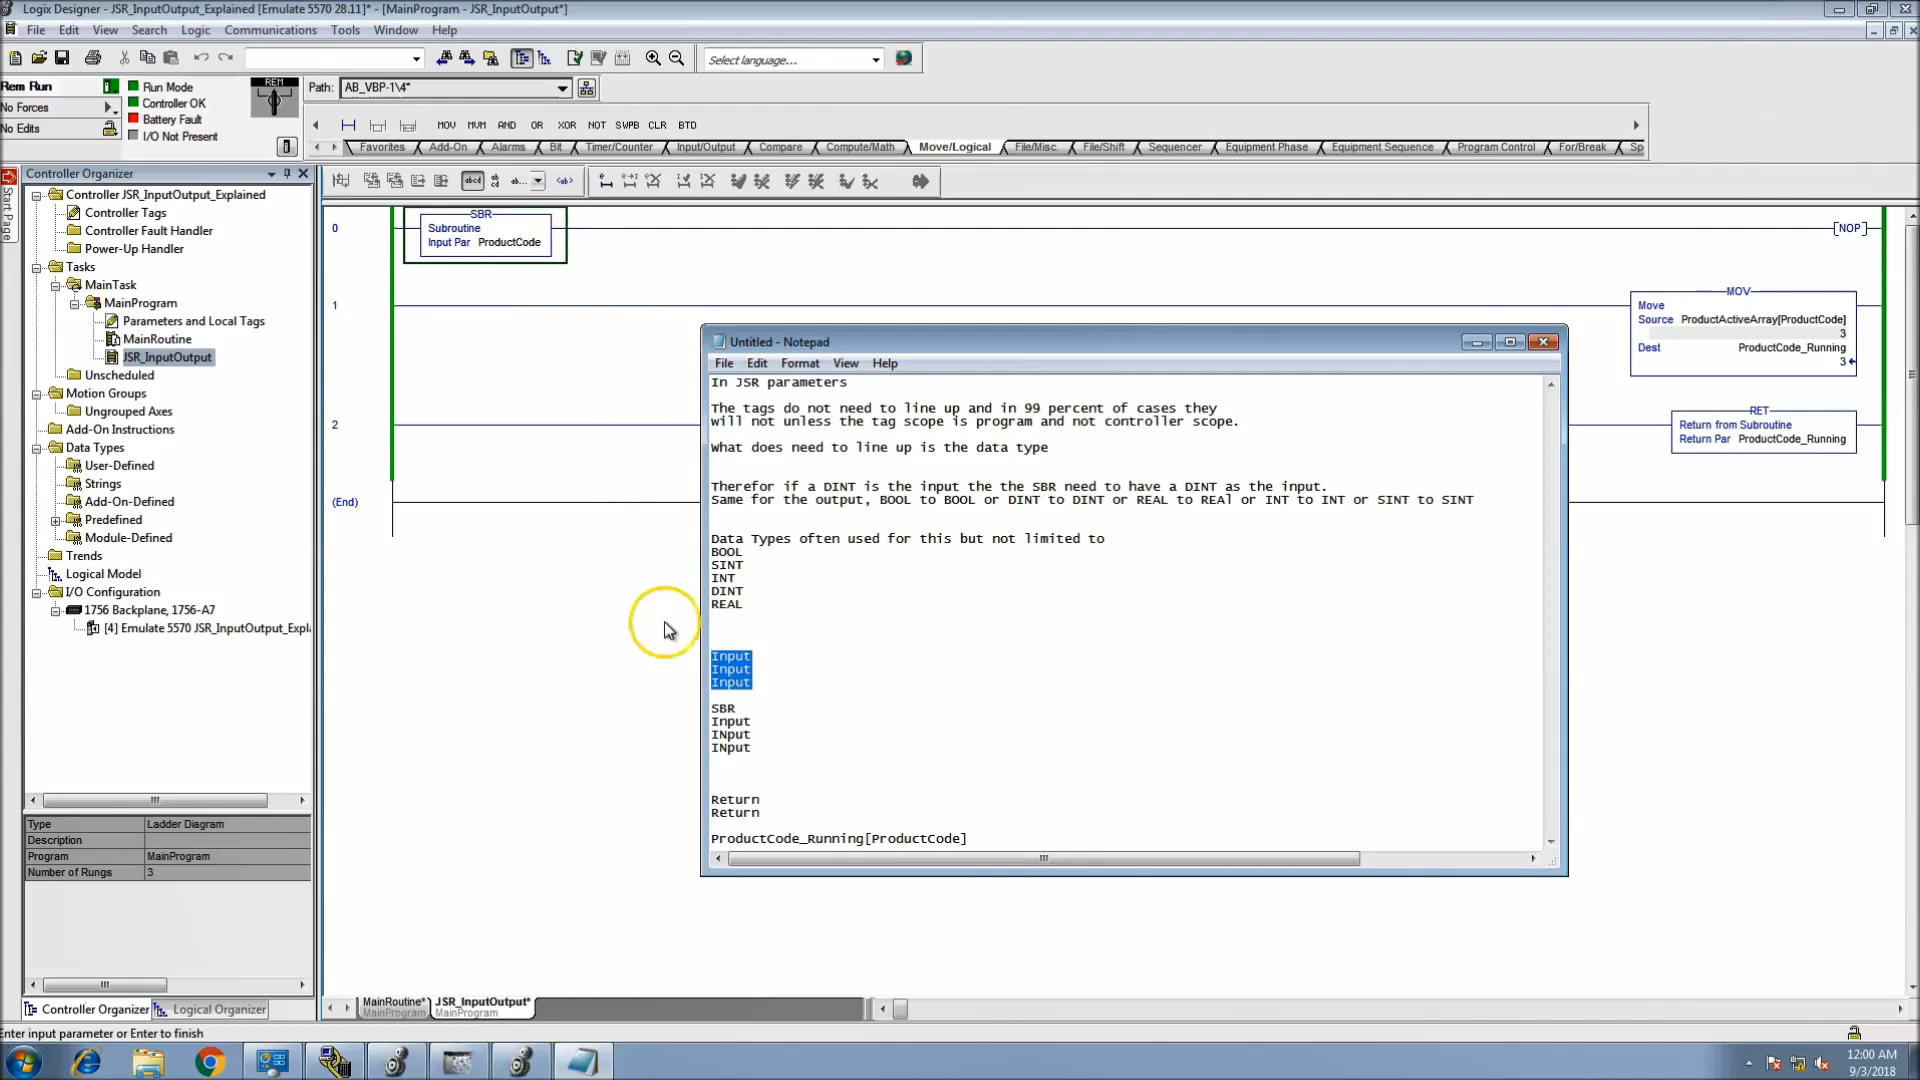 Logix Designer - JSR_InputOutput_Explained [Emulate 5570 28.11]* - [MainProgram - JSR_InputOutput*]
File Edit View Search Logic Communications Tools Window Help
Select language...
Rem Run
No Forces
No Edits
Run Mode
Controller OK
Battery Fault
I/O Not Present
REM
Path: AB_VBP-1\4*
MOV MVM AND OR XOR NOT SWPB CLR BTD
Favorites Add-On Alarms Bit Timer/Counter Input/Output Compare Compute/Math Move/Logical File/Misc. File/Shift Sequencer Equipment Phase Equipment Sequence Program Control For/Break Sp
Start Page
Controller Organizer
Controller JSR_InputOutput_Explained
Controller Tags
Controller Fault Handler
Power-Up Handler
Tasks
MainTask
MainProgram
Parameters and Local Tags
MainRoutine
JSR_InputOutput
Unscheduled
Motion Groups
Ungrouped Axes
Add-On Instructions
Data Types
User-Defined
Strings
Add-On-Defined
Predefined
Module-Defined
Trends
Logical Model
I/O Configuration
1756 Backplane, 1756-A7
[4] Emulate 5570 JSR_InputOutput_Expl
Type Ladder Diagram
Description
Program MainProgram
Number of Rungs 3
Controller Organizer Logical Organizer
0
SBR
Subroutine
Input Par ProductCode
NOP
1
MOV
Move
Source ProductActiveArray[ProductCode]
3
Dest ProductCode_Running
3
2
RET
Return from Subroutine
Return Par ProductCode_Running
(End)
Untitled - Notepad
File Edit Format View Help
In JSR parameters
The tags do not need to line up and in 99 percent of cases they
will not unless the tag scope is program and not controller scope.
What does need to line up is the data type
Therefor if a DINT is the input the the SBR need to have a DINT as the input.
Same for the output, BOOL to BOOL or DINT to DINT or REAL to REAl or INT to INT or SINT to SINT
Data Types often used for this but not limited to
BOOL
SINT
INT
DINT
REAL
Input
Input
Input
SBR
Input
INput
INput
Return
Return
ProductCode_Running[ProductCode]
MainRoutine*
MainProgram
JSR_InputOutput*
MainProgram
Enter input parameter or Enter to finish
12:00 AM
9/3/2018